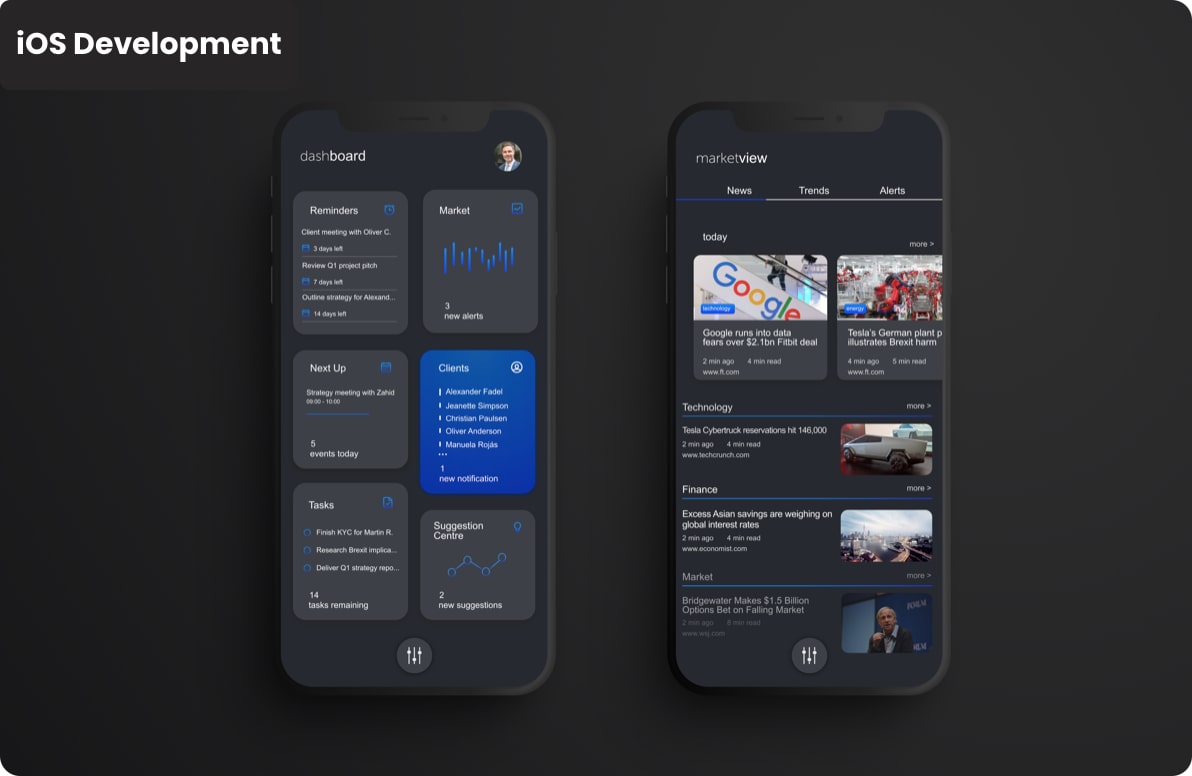 iOS Development
dashboard
Reminders
Client meeting with Oliver C.
3 days left
Review Q1 project pitch
7 days left
Outline strategy for Alexand...
14 days left
Market
3
new alerts
Next Up
Strategy meeting with Zahid
09:00 - 10:00
5
events today
Clients
Alexander Fadel
Jeanette Simpson
Christian Paulsen
Oliver Anderson
Manuela Rojás
...
1
new notification
Tasks
Finish KYC for Martin R.
Research Brexit implica...
Deliver Q1 strategy repo...
14
tasks remaining
Suggestion
Centre
2
new suggestions
marketview
News Trends Alerts
today
more >
Google
technology
Google runs into data
fears over $2.1bn Fitbit deal
2 min ago 4 min read
www.ft.com
energy
Tesla's German plant p
illustrates Brexit harm
4 min ago 5 min read
www.ft.com
Technology more >
Tesla Cybertruck reservations hit 146,000
2 min ago 4 min read
www.techcrunch.com
Finance more >
Excess Asian savings are weighing on
global interest rates
2 min ago 4 min read
www.economist.com
Market more >
Bridgewater Makes $1.5 Billion
Options Bet on Falling Market
2 min ago 8 min read
www.wsj.com